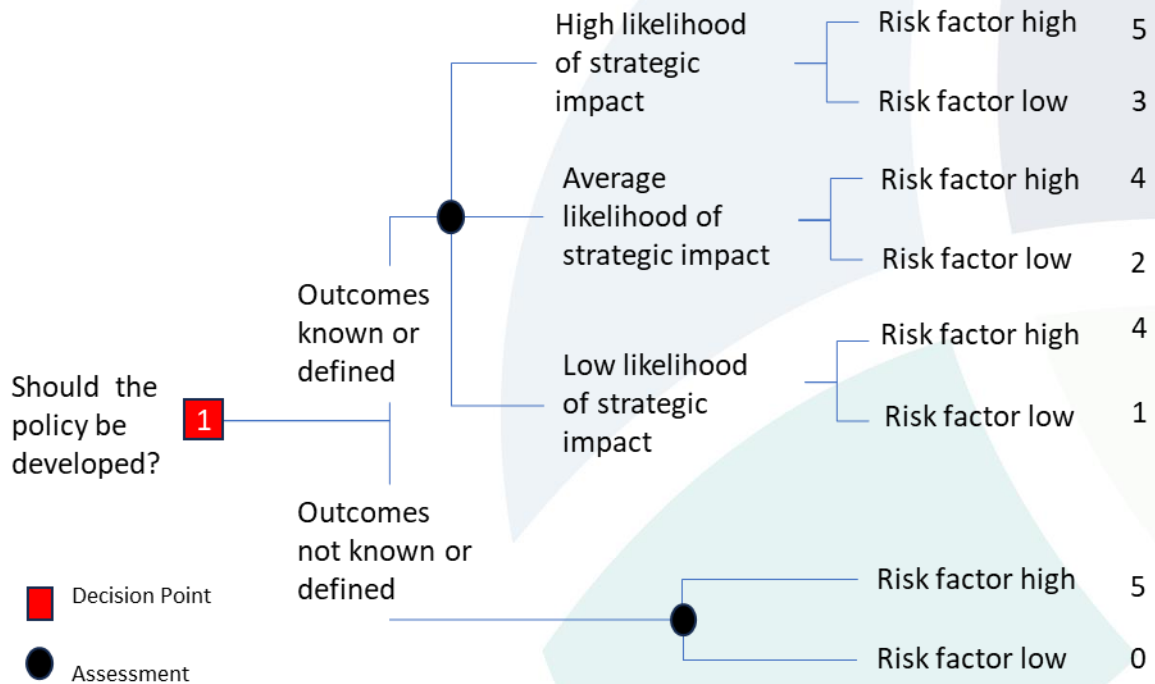 Should the
policy be
developed?
1
Outcomes
known or
defined
High likelihood
of strategic
impact
Risk factor high 5
Risk factor low 3
Average
likelihood of
strategic impact
Risk factor high 4
Risk factor low 2
Low likelihood
of strategic
impact
Risk factor high 4
Risk factor low 1
Outcomes
not known or
defined
Risk factor high 5
Risk factor low 0
Decision Point
Assessment